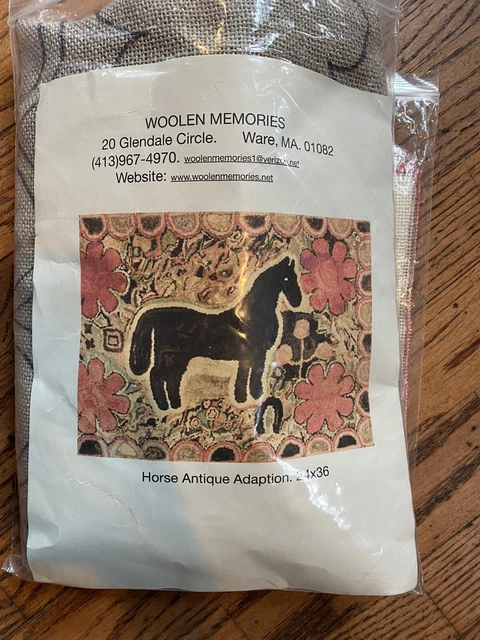 WOOLEN MEMORIES
20 Glendale Circle. Ware, MA. 01082
(413)967-4970. woolenmemories1@verizon.net
Website: www.woolenmemories.net
Horse Antique Adaption. 24x36